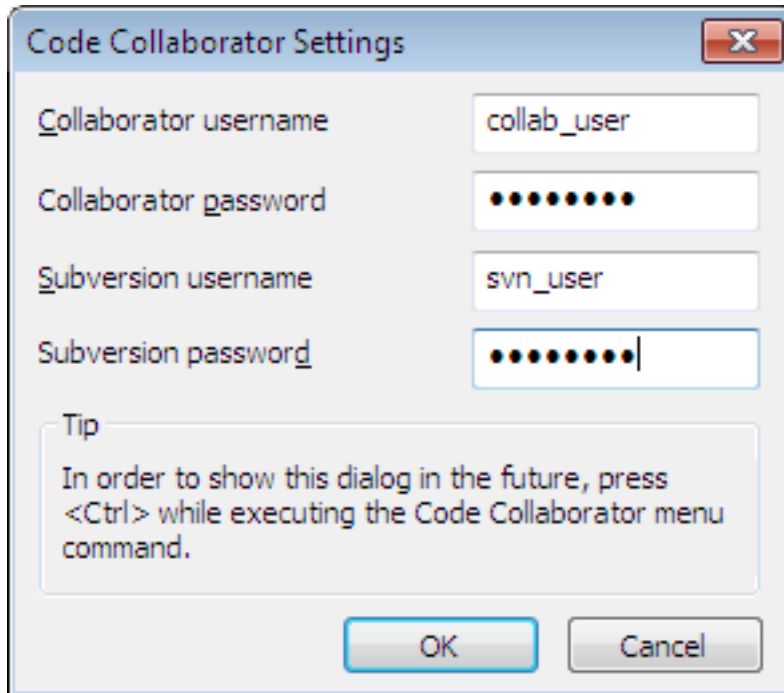 Code Collaborator Settings
Collaborator username collab_user
Collaborator password ●●●●●●●●
Subversion username svn_user
Subversion password ●●●●●●●●
Tip
In order to show this dialog in the future, press
<Ctrl> while executing the Code Collaborator menu
command.
OK Cancel